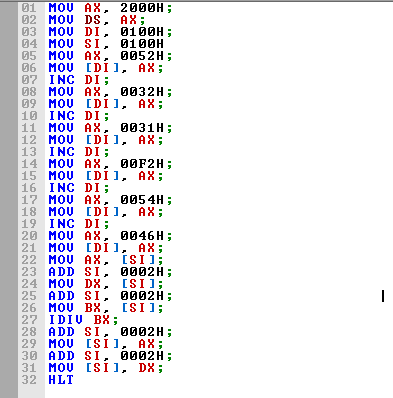 01 MOV AX, 2000H;
02 MOV DS, AX;
03 MOV DI, 0100H;
04 MOV SI, 0100H
05 MOV AX, 0052H;
06 MOV [DI], AX;
07 INC DI;
08 MOV AX, 0032H;
09 MOV [DI], AX;
10 INC DI;
11 MOV AX, 0031H;
12 MOV [DI], AX;
13 INC DI;
14 MOV AX, 00F2H;
15 MOV [DI], AX;
16 INC DI;
17 MOV AX, 0054H;
18 MOV [DI], AX;
19 INC DI;
20 MOV AX, 0046H;
21 MOV [DI], AX;
22 MOV AX, [SI];
23 ADD SI, 0002H;
24 MOV DX, [SI];
25 ADD SI, 0002H;
26 MOV BX, [SI];
27 IDIV BX;
28 ADD SI, 0002H;
29 MOV [SI], AX;
30 ADD SI, 0002H;
31 MOV [SI], DX;
32 HLT